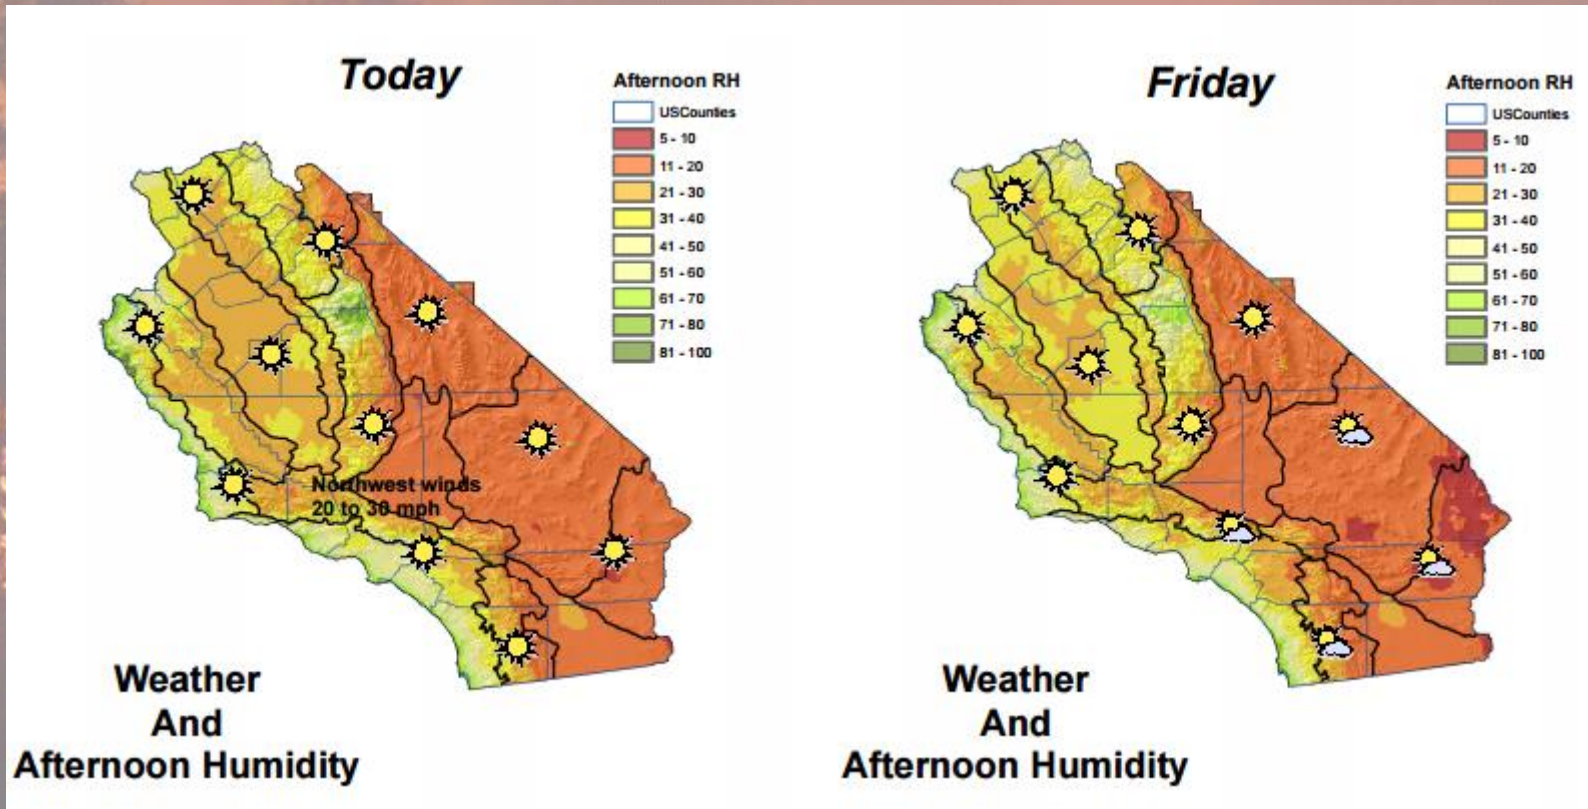 Today
Afternoon RH
USCounties
5 - 10
11 - 20
21 - 30
31 - 40
41 - 50
51 - 60
61 - 70
71 - 80
81 - 100
Northwest winds
20 to 30 mph
Weather
And
Afternoon Humidity
Friday
Afternoon RH
USCounties
5 - 10
11 - 20
21 - 30
31 - 40
41 - 50
51 - 60
61 - 70
71 - 80
81 - 100
Weather
And
Afternoon Humidity